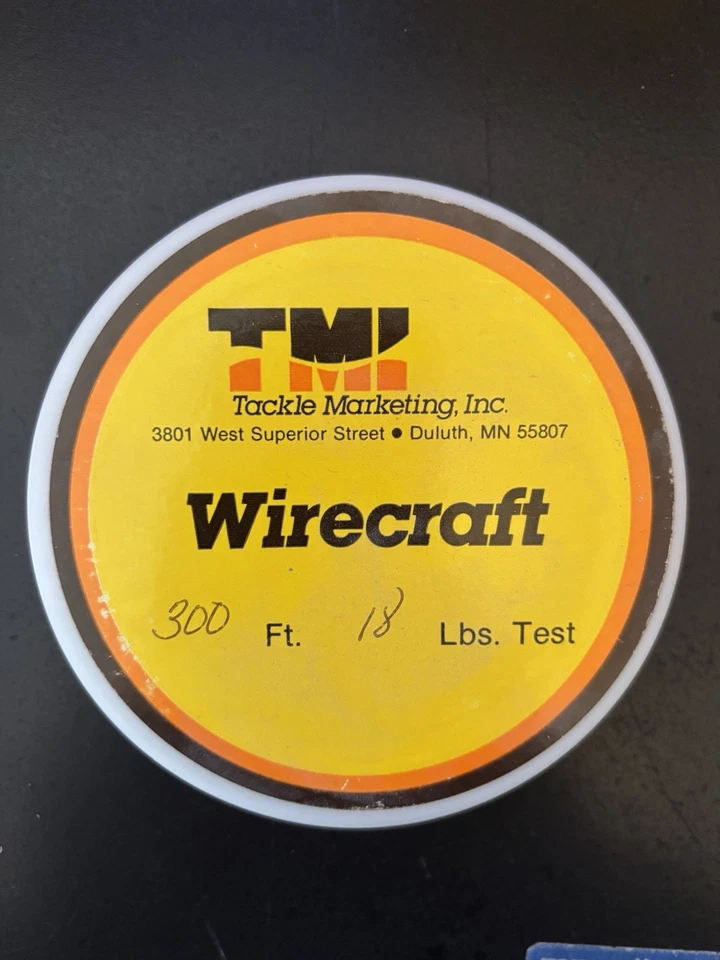 TMI
Tackle Marketing, Inc.
3801 West Superior Street ● Duluth, MN 55807
Wirecraft
300 Ft. 18 Lbs. Test